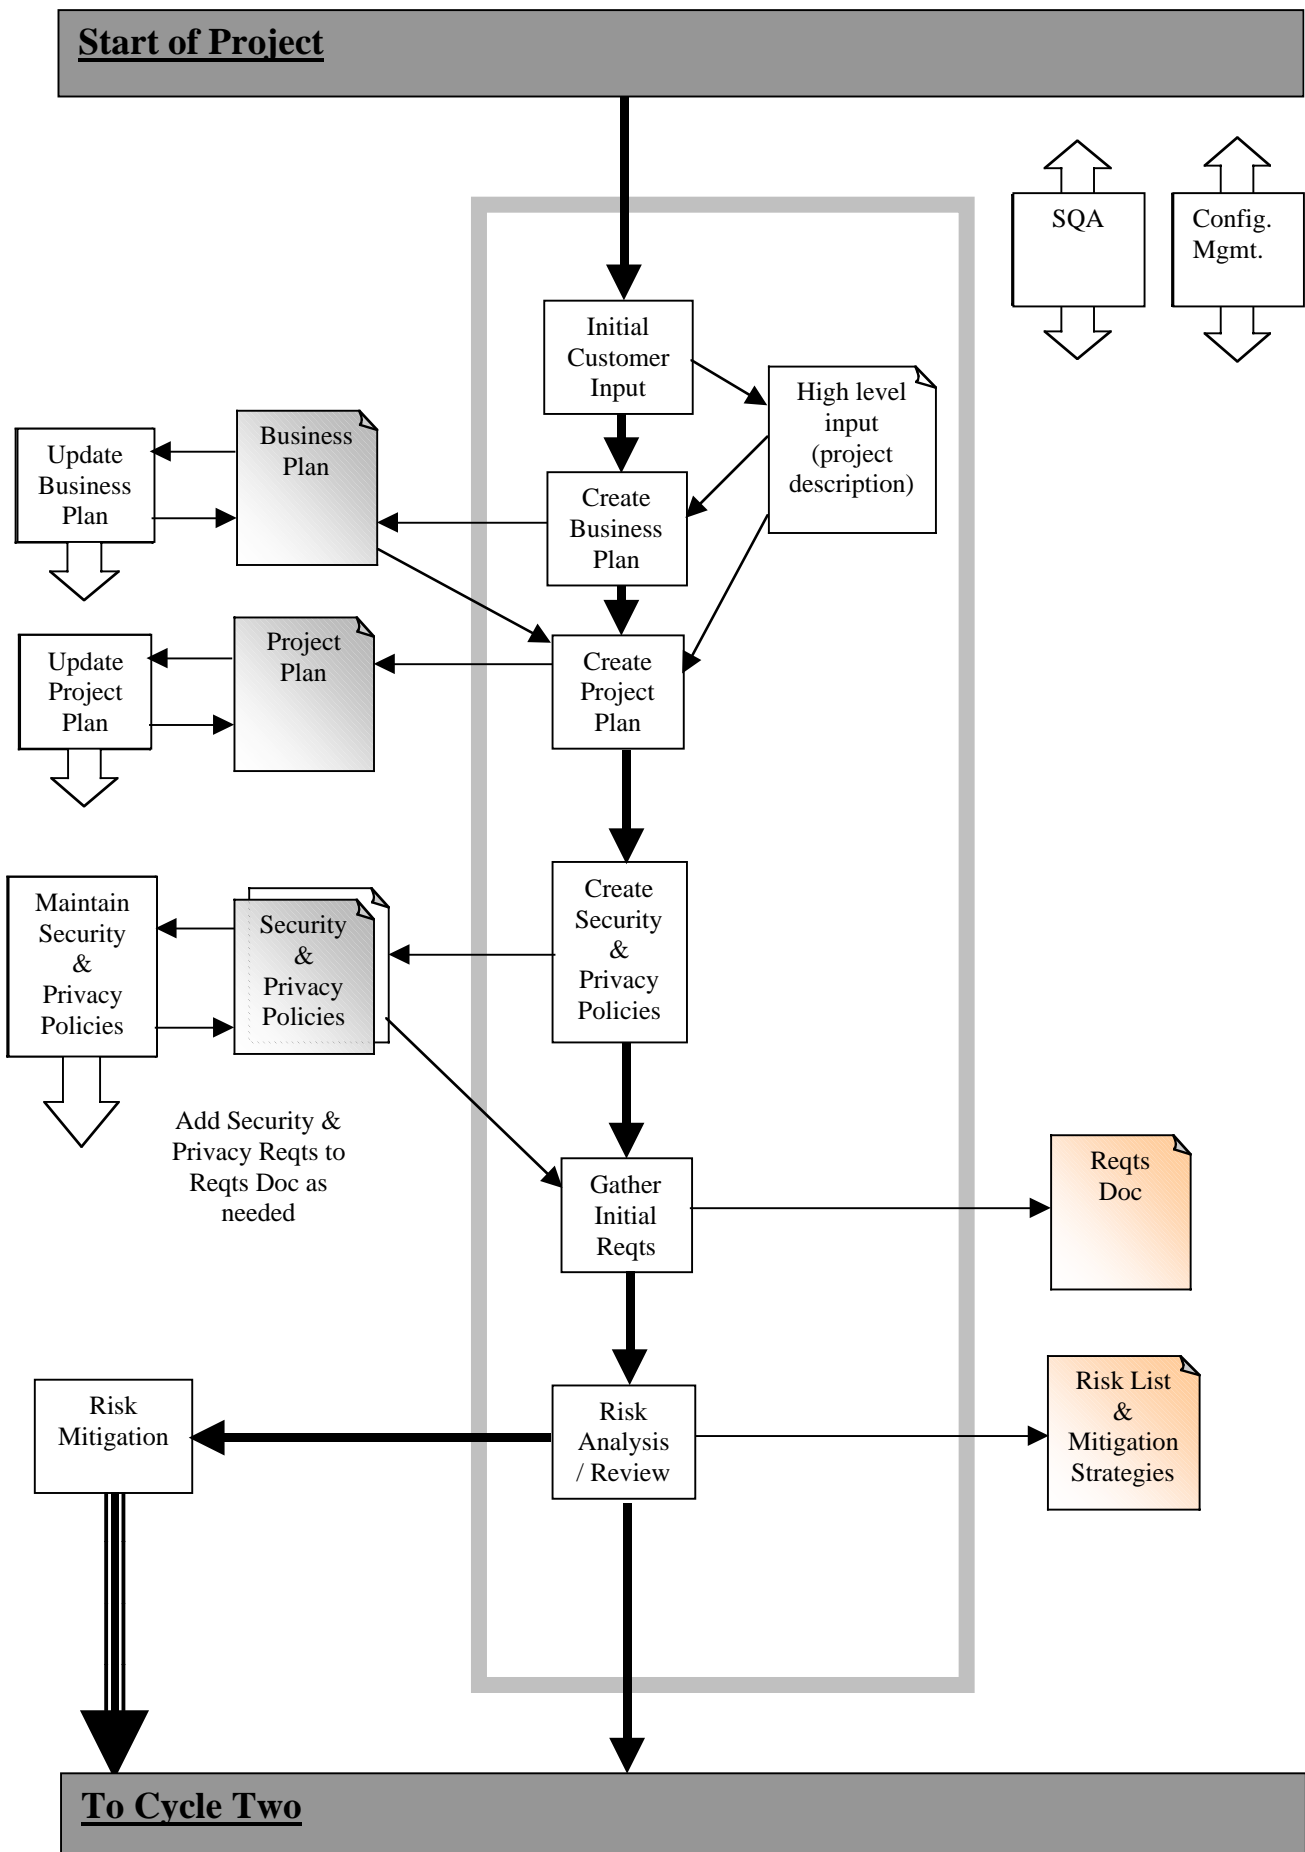 Start of Project
SQA
Config.
Mgmt.
Initial
Customer
Input
High level
input
(project
description)
Update
Business
Plan
Business
Plan
Create
Business
Plan
Update
Project
Plan
Project
Plan
Create
Project
Plan
Maintain
Security
&
Privacy
Policies
Security
&
Privacy
Policies
Create
Security
&
Privacy
Policies
Add Security &
Privacy Reqts to
Reqts Doc as
needed
Gather
Initial
Reqts
Reqts
Doc
Risk
Mitigation
Risk
Analysis
/ Review
Risk List
&
Mitigation
Strategies
To Cycle Two